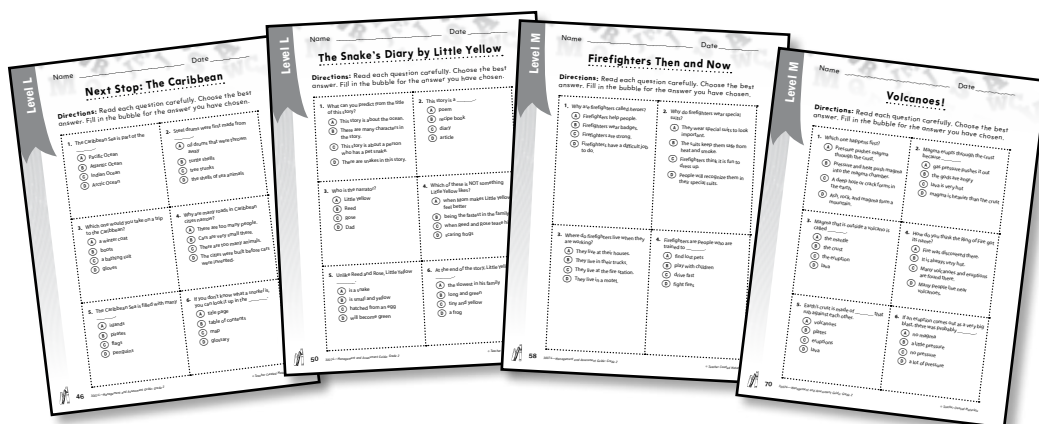 Level L
Name Date
Next Stop: The Caribbean
Directions: Read each question carefully. Choose the best
answer. Fill in the bubble for the answer you have chosen.
1. The Caribbean Sea is part of the
A Pacific Ocean
B Atlantic Ocean
C Indian Ocean
D Arctic Ocean
2. Steel drums were first made from
A oil drums that were thrown
away
B conch shells
C tree trunks
D the shells of sea animals
3. Which one would you take on a trip
to the Caribbean?
A a winter coat
B boots
C a bathing suit
D gloves
4. Why are many roads in Caribbean
cities narrow?
A There are too many people.
B Cars are very small there.
C There are too many animals.
D The cities were built before cars
were invented.
5. The Caribbean Sea is filled with many
A islands
B pirates
C flags
D penguins
6. If you don't know what a snorkel is,
you can look it up in the
A title page
B table of contents
C map
D glossary
46
Level L
Name Date
The Snake's Diary by Little Yellow
Directions: Read each question carefully. Choose the best
answer. Fill in the bubble for the answer you have chosen.
1. What can you predict from the title
of this story?
A This story is about the ocean.
B There are many characters in
the story.
C This story is about a person
who has a pet snake.
D There are snakes in this story.
2. This story is a
A poem
B recipe book
C diary
D article
3. Who is the narrator?
A Little Yellow
B Reed
C Rose
D Dad
4. Which of these is NOT something
Little Yellow likes?
A when Mom makes Little Yellow
feel better
B being the fastest in the family
C when Reed and Rose tease
D scaring frogs
5. Unlike Reed and Rose, Little Yellow
A is a snake
B is small and yellow
C hatched from an egg
D will become green
6. At the end of the story, Little Yellow
A the slowest in his family
B long and green
C tiny and yellow
D a frog
50
Level M
Name Date
Firefighters Then and Now
Directions: Read each question carefully. Choose the best
answer. Fill in the bubble for the answer you have chosen.
1. Why are firefighters called heroes?
A Firefighters help people.
B Firefighters wear badges.
C Firefighters are strong.
D Firefighters have a difficult job
to do.
2. Why do firefighters wear special
suits?
A They wear special suits to look
important.
B The suits keep them safe from
heat and smoke.
C Firefighters think it is fun to
dress up.
D People will recognize them in
their special suits.
3. Where do firefighters live when they
are working?
A They live at their houses.
B They live in their trucks.
C They live at the fire station.
D They live in a motel.
4. Firefighters are people who are
trained to
A find lost pets
B play with children
C drive fast
D fight fires
58
Level M
Name Date
Volcanoes!
Directions: Read each question carefully. Choose the best
answer. Fill in the bubble for the answer you have chosen.
1. Which one happens first?
A Pressure pushes magma
through the crust.
B Pressure and heat push magma
into the magma chamber.
C A deep hole or crack forms in
the earth.
D Ash, rock, and magma form a
mountain.
2. Magma erupts through the crust
because
A gas pressure pushes it out
B the gods are angry
C lava is very hot
D magma is heavier than the crust
3. Magma that is outside a volcano is
called
A the outside
B the crust
C the eruption
D lava
4. How do you think the Ring of Fire got
its name?
A Fire was discovered there.
B It is always very hot.
C Many volcanoes and eruptions
are found there.
D Many people live near
volcanoes.
5. Earth's crust is made of that
rub against each other.
A volcanoes
B plates
C eruptions
D lava
6. If an eruption comes out as a very big
blast, there was probably
A no magma
B a little pressure
C no pressure
D a lot of pressure
70